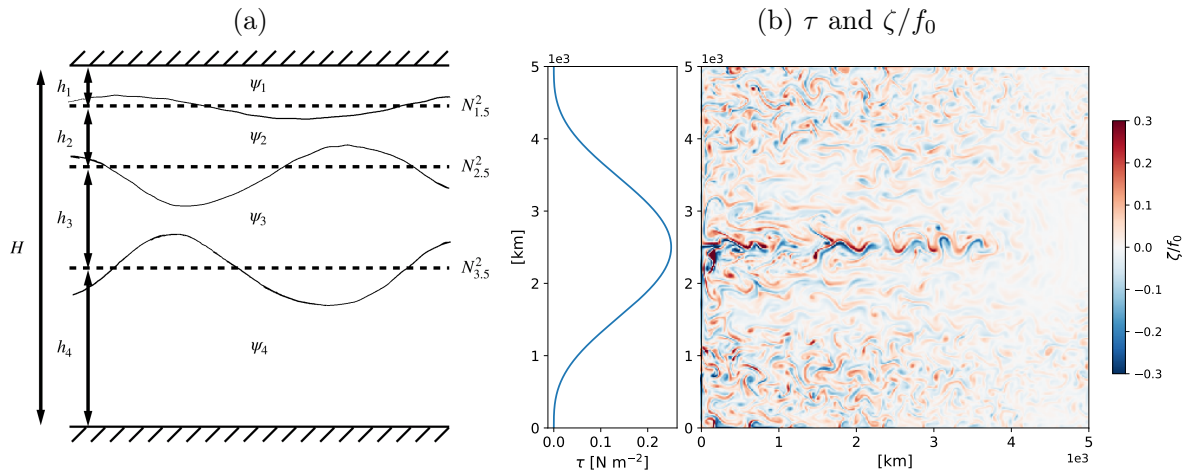 (a)
(b) τ and ζ/f₀
h₁
ψ₁
N²₁.₅
h₂
ψ₂
N²₂.₅
H
h₃
ψ₃
N²₃.₅
h₄
ψ₄
1e3
5
4
3
2
1
0
[km]
0.0
0.1
0.2
τ [N m⁻²]
1e3
5
4
3
2
1
0
0
1
2
3
4
5
[km]
1e3
0.3
0.2
0.1
0.0
−0.1
−0.2
−0.3
ζ/f₀